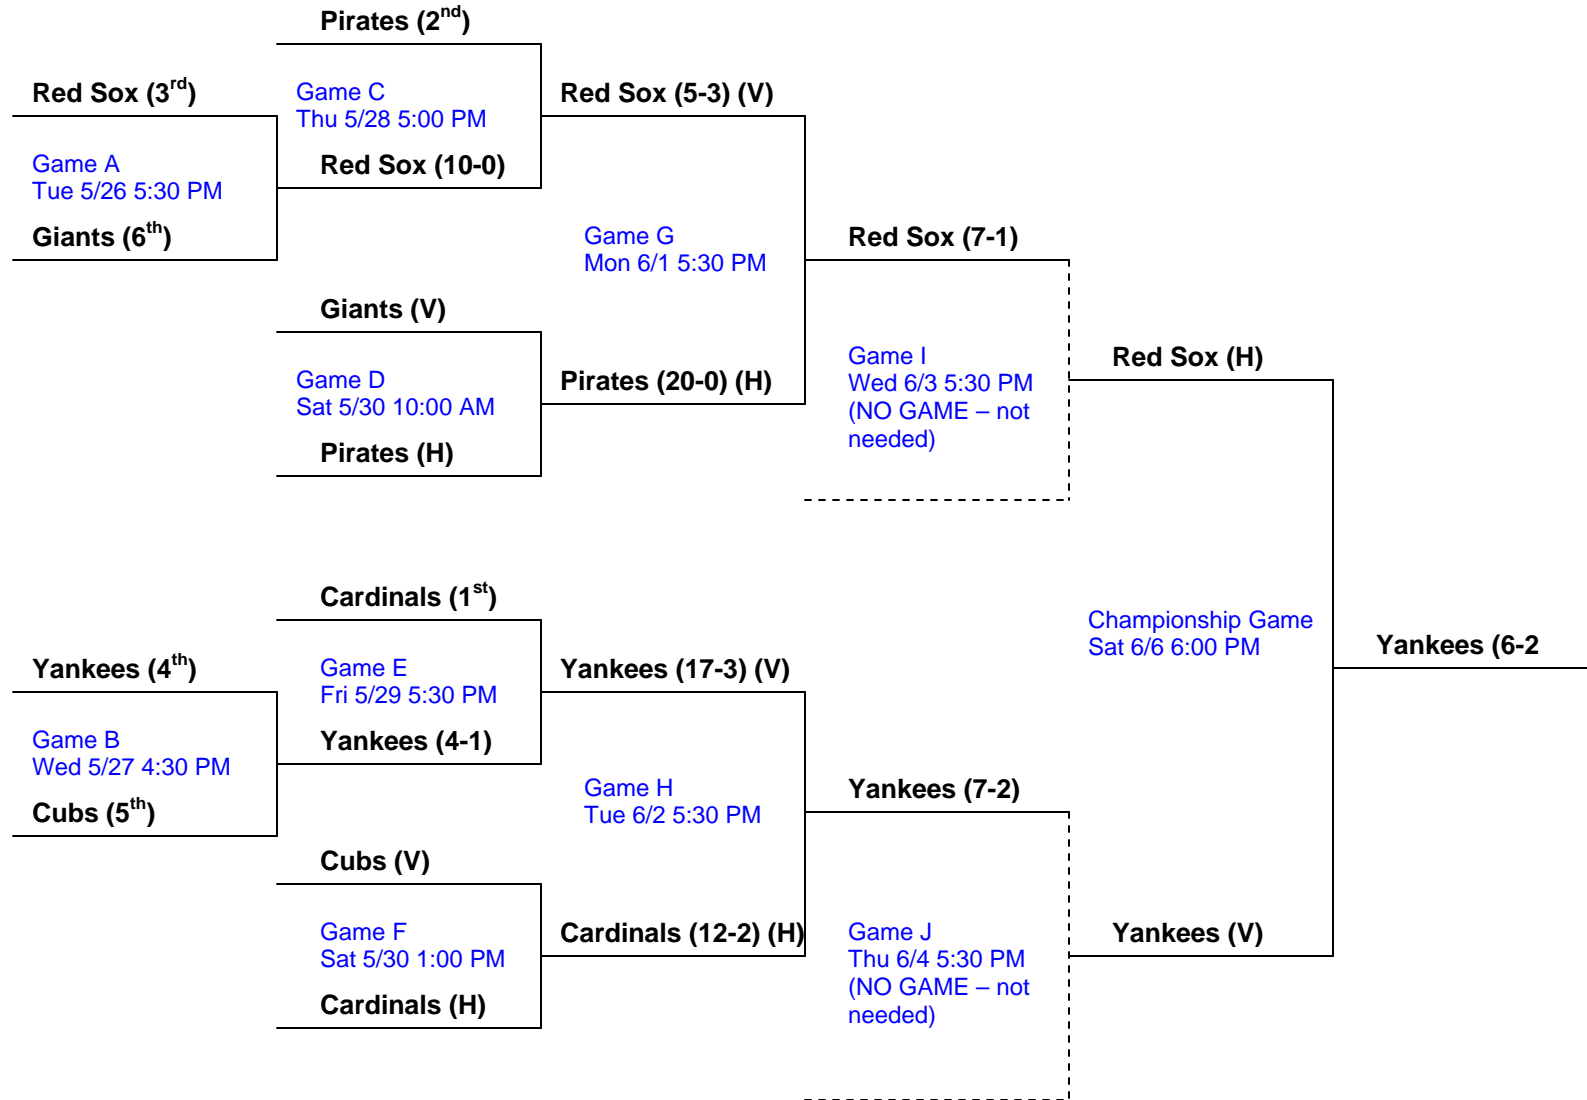 Pirates (2nd)
Red Sox (3rd)
Game C
Thu 5/28 5:00 PM
Red Sox (5-3) (V)
Game A
Tue 5/26 5:30 PM
Red Sox (10-0)
Giants (6th)
Game G
Mon 6/1 5:30 PM
Red Sox (7-1)
Giants (V)
Game D
Sat 5/30 10:00 AM
Pirates (20-0) (H)
Game I
Wed 6/3 5:30 PM
(NO GAME – not
needed)
Red Sox (H)
Pirates (H)
Cardinals (1st)
Championship Game
Sat 6/6 6:00 PM
Yankees (6-2
Yankees (4th)
Game E
Fri 5/29 5:30 PM
Yankees (17-3) (V)
Game B
Wed 5/27 4:30 PM
Yankees (4-1)
Cubs (5th)
Game H
Tue 6/2 5:30 PM
Yankees (7-2)
Cubs (V)
Game F
Sat 5/30 1:00 PM
Cardinals (12-2) (H)
Game J
Thu 6/4 5:30 PM
(NO GAME – not
needed)
Yankees (V)
Cardinals (H)